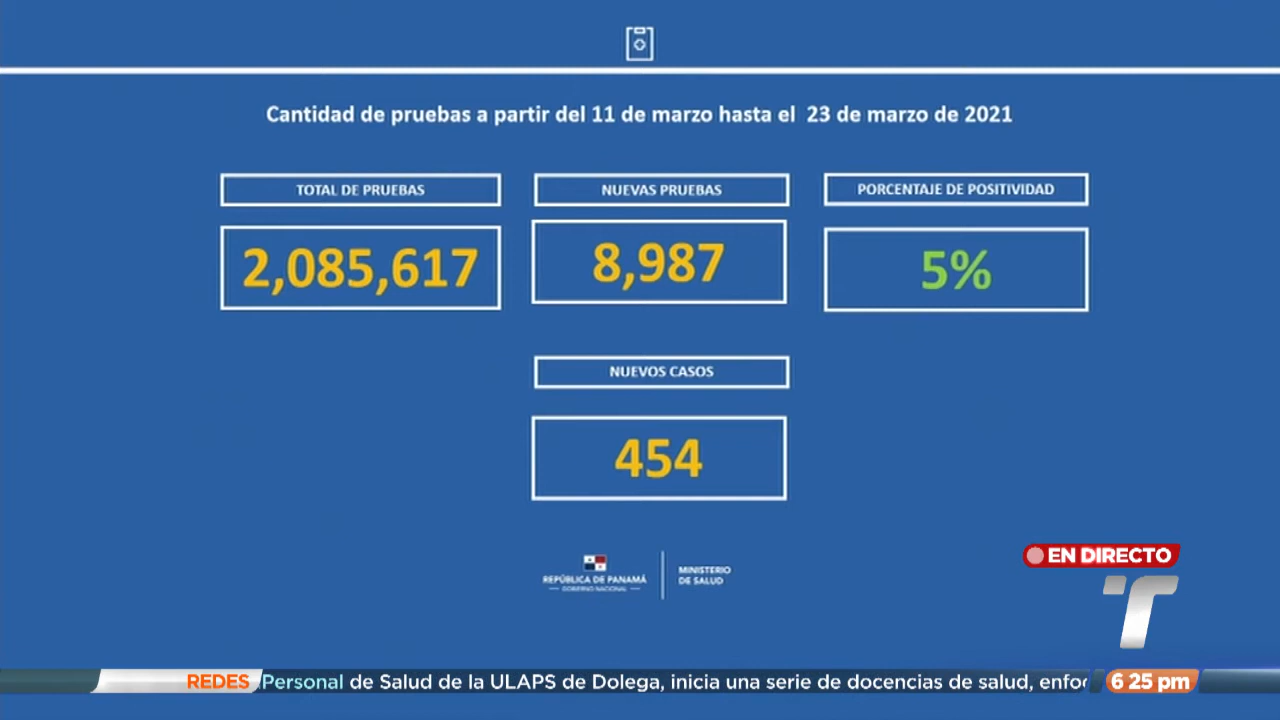 Cantidad de pruebas a partir del 11 de marzo hasta el 23 de marzo de 2021
TOTAL DE PRUEBAS
NUEVAS PRUEBAS
PORCENTAJE DE POSITIVIDAD
2,085,617
8,987
5%
NUEVOS CASOS
454
REPÚBLICA DE PANAMÁ
— GOBIERNO NACIONAL —
MINISTERIO
DE SALUD
EN DIRECTO
T
REDES Personal de Salud de la ULAPS de Dolega, inicia una serie de docencias de salud, enfoc
6 25 pm